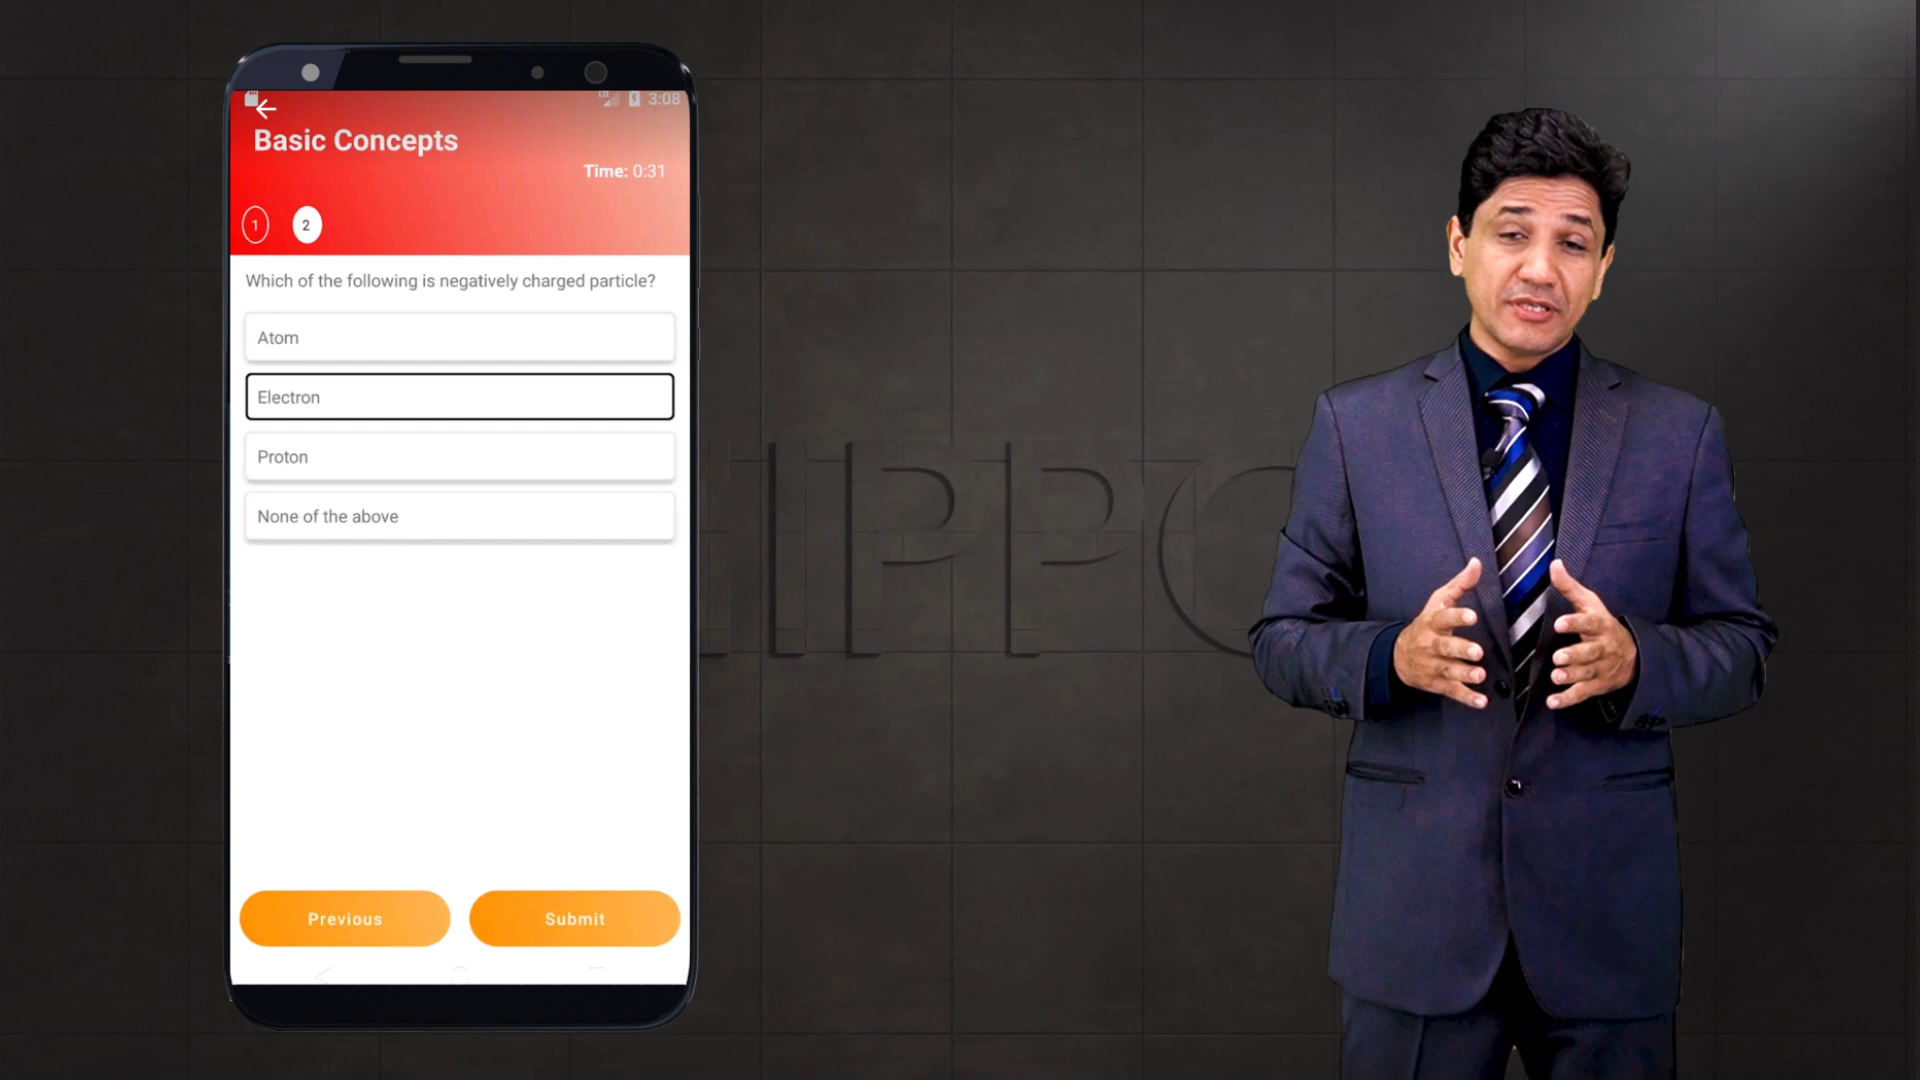 LTE
3:08
Basic Concepts
Time: 0:31
1 2
Which of the following is negatively charged particle?
Atom
Electron
Proton
None of the above
Previous Submit